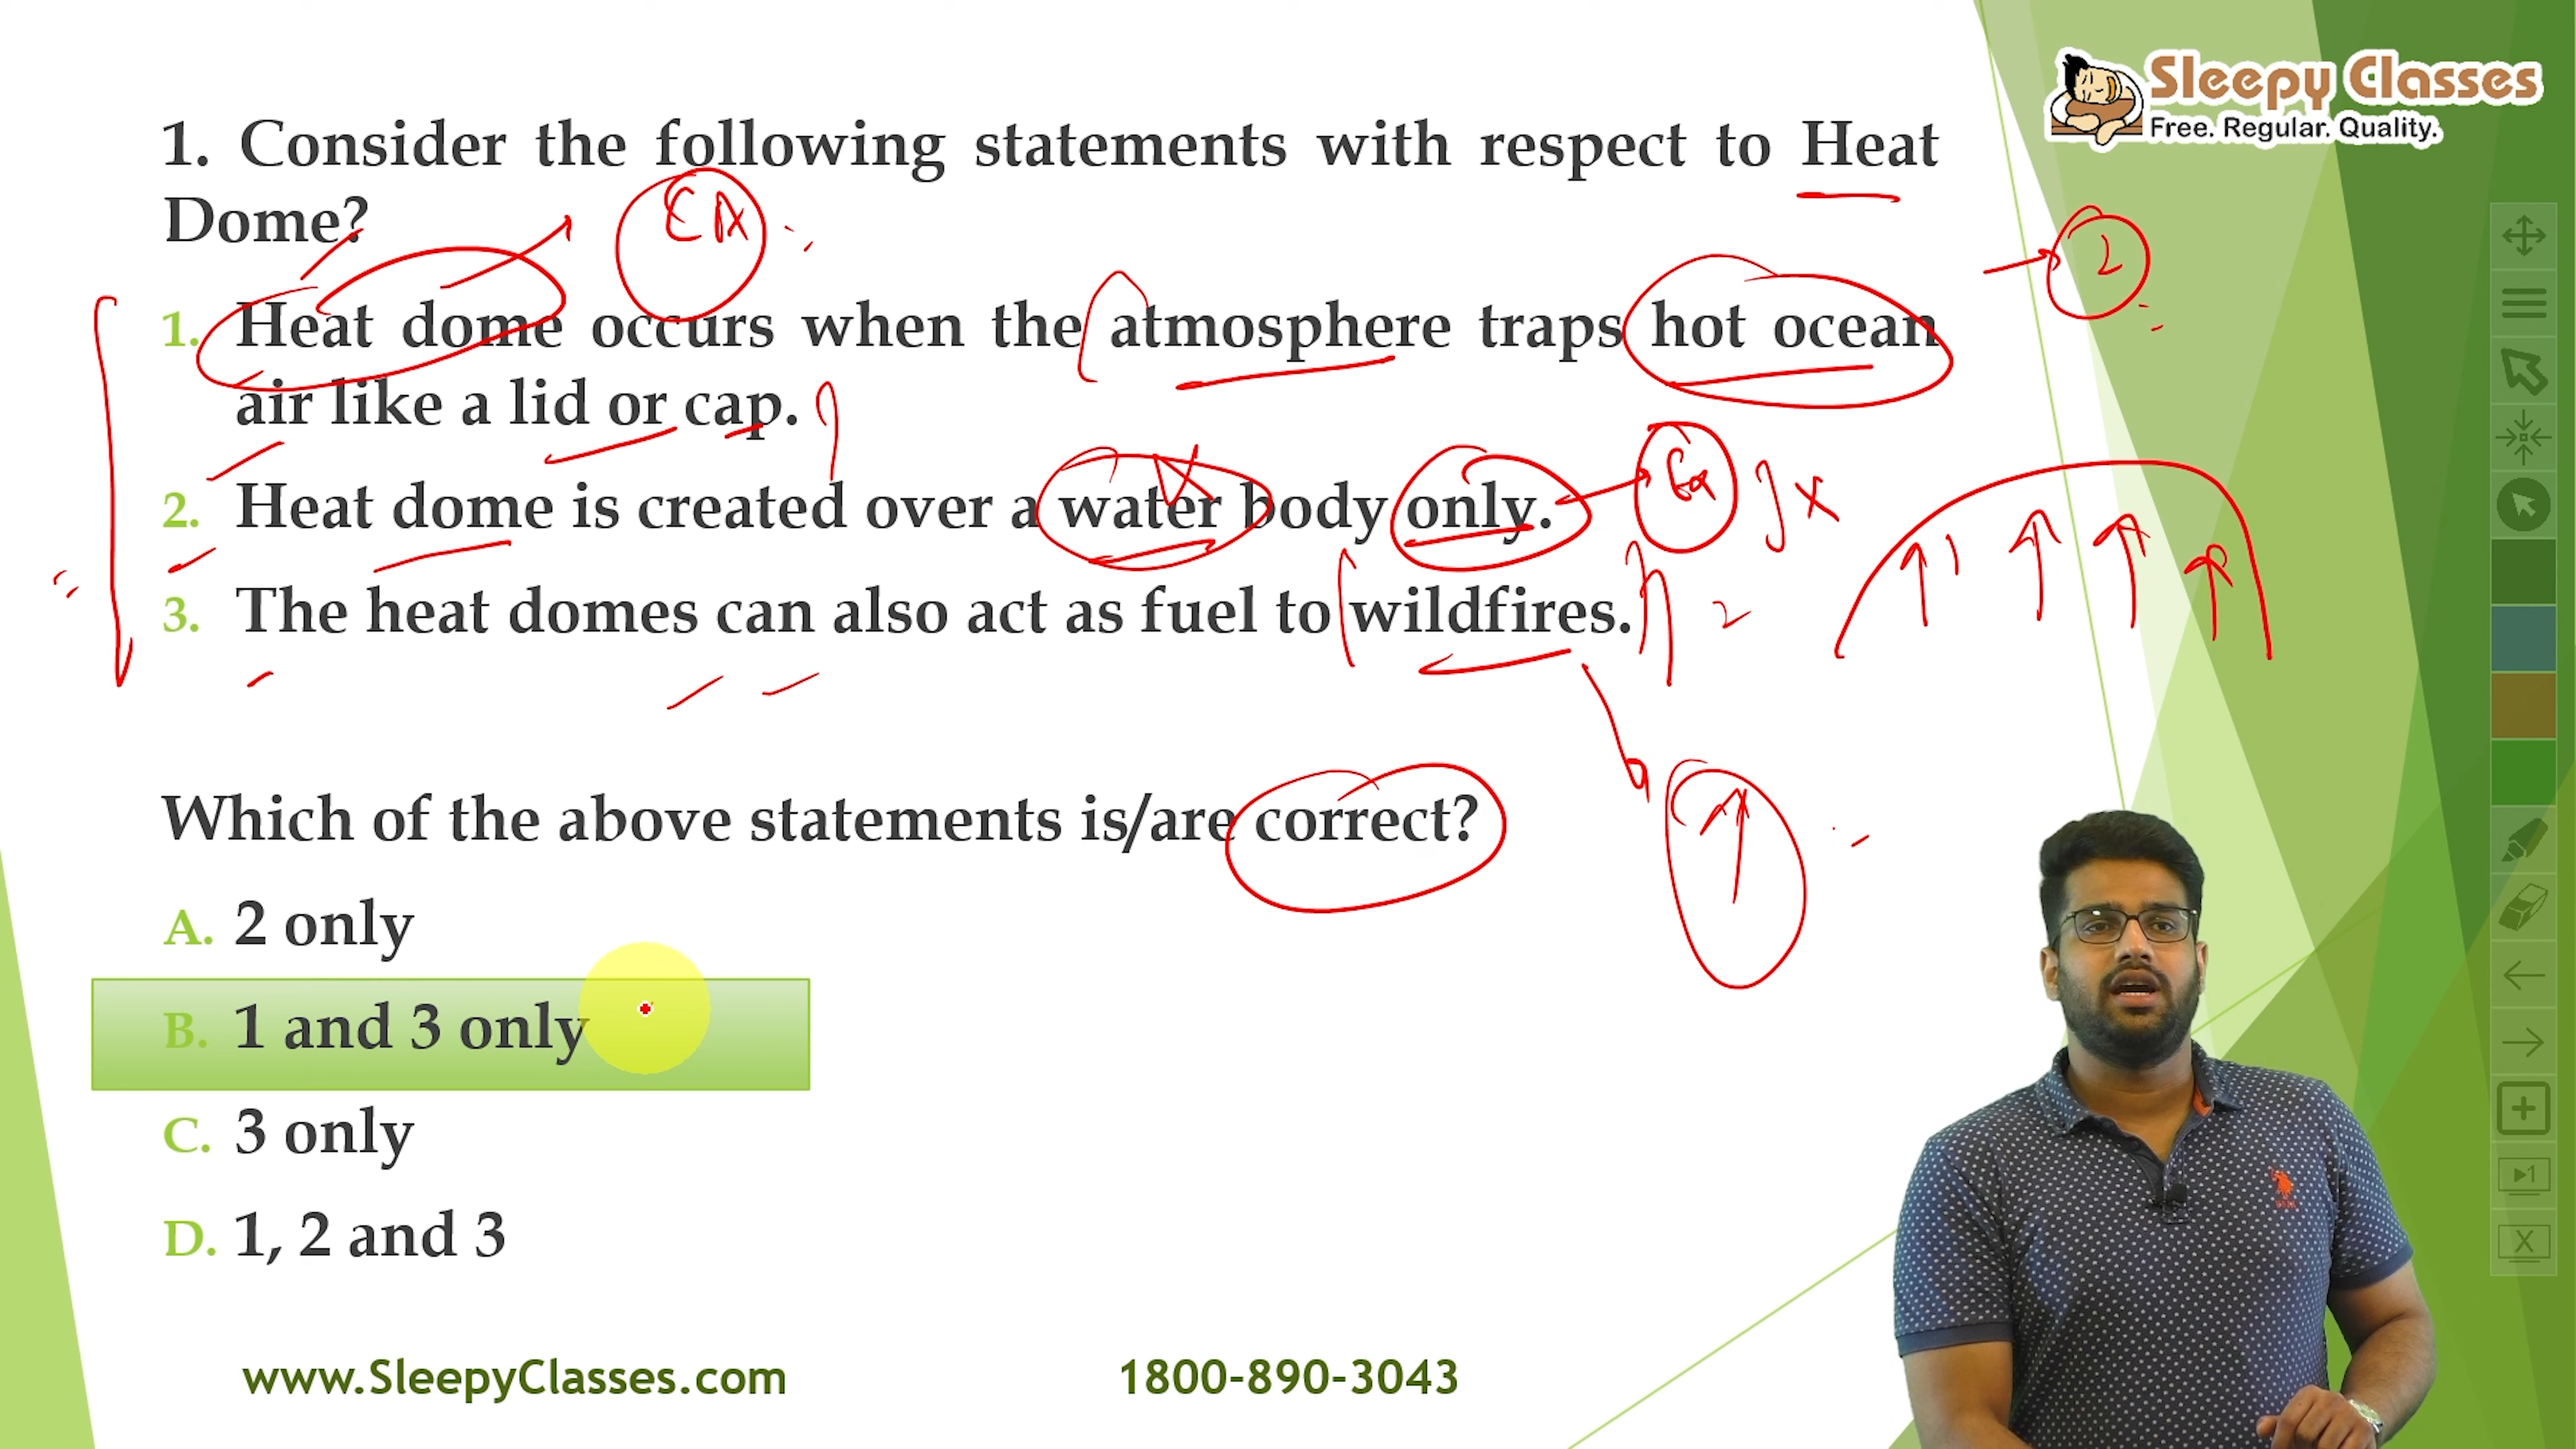 Sleepy Classes
Free. Regular. Quality.
1. Consider the following statements with respect to Heat
Dome?
1. Heat dome occurs when the atmosphere traps hot ocean
air like a lid or cap.
2. Heat dome is created over a water body only.
3. The heat domes can also act as fuel to wildfires.
Which of the above statements is/are correct?
A. 2 only
B. 1 and 3 only
C. 3 only
D. 1, 2 and 3
www.SleepyClasses.com 1800-890-3043